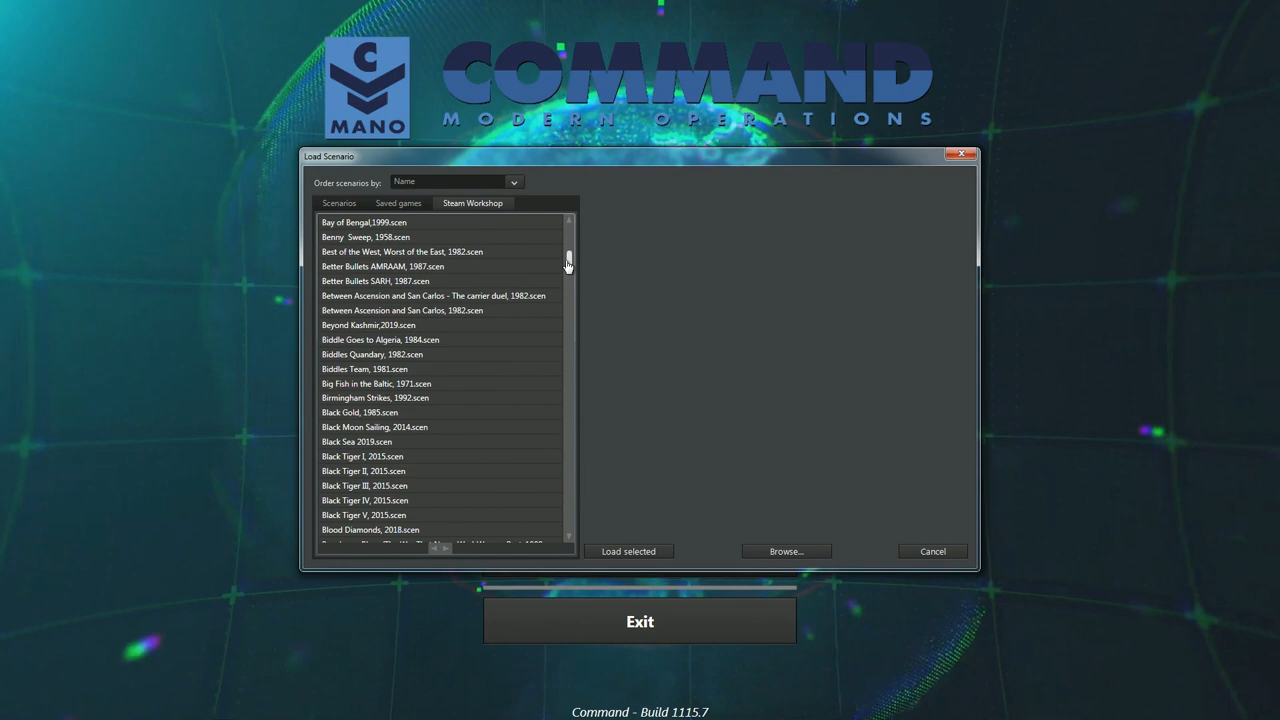 C
MANO
COMMAND
MODERN OPERATIONS
Load Scenario
Order scenarios by: Name
Scenarios Saved games Steam Workshop
Bay of Bengal,1999.scen
Benny  Sweep, 1958.scen
Best of the West, Worst of the East, 1982.scen
Better Bullets AMRAAM, 1987.scen
Better Bullets SARH, 1987.scen
Between Ascension and San Carlos - The carrier duel, 1982.scen
Between Ascension and San Carlos, 1982.scen
Beyond Kashmir,2019.scen
Biddle Goes to Algeria, 1984.scen
Biddles Quandary, 1982.scen
Biddles Team, 1981.scen
Big Fish in the Baltic, 1971.scen
Birmingham Strikes, 1992.scen
Black Gold, 1985.scen
Black Moon Sailing, 2014.scen
Black Sea 2019.scen
Black Tiger I, 2015.scen
Black Tiger II, 2015.scen
Black Tiger III, 2015.scen
Black Tiger IV, 2015.scen
Black Tiger V, 2015.scen
Blood Diamonds, 2018.scen
Load selected Browse... Cancel
Exit
Command - Build 1115.7